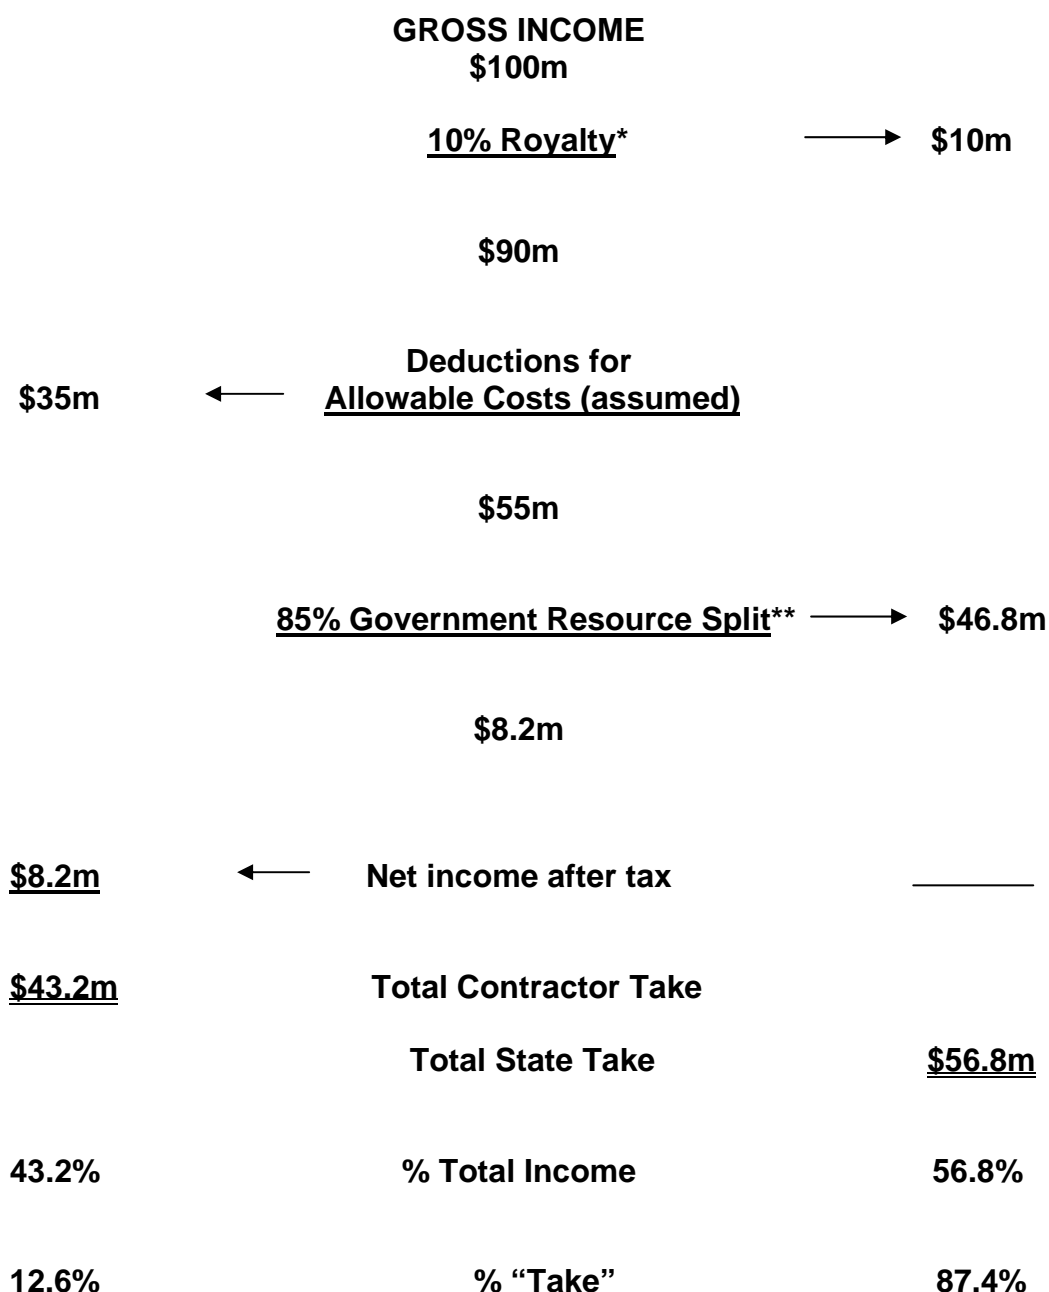 GROSS INCOME
$100m
10% Royalty* $10m
$90m
Deductions for
$35m Allowable Costs (assumed)
$55m
85% Government Resource Split** $46.8m
$8.2m
$8.2m Net income after tax
$43.2m Total Contractor Take
Total State Take $56.8m
43.2% % Total Income 56.8%
12.6% % “Take” 87.4%